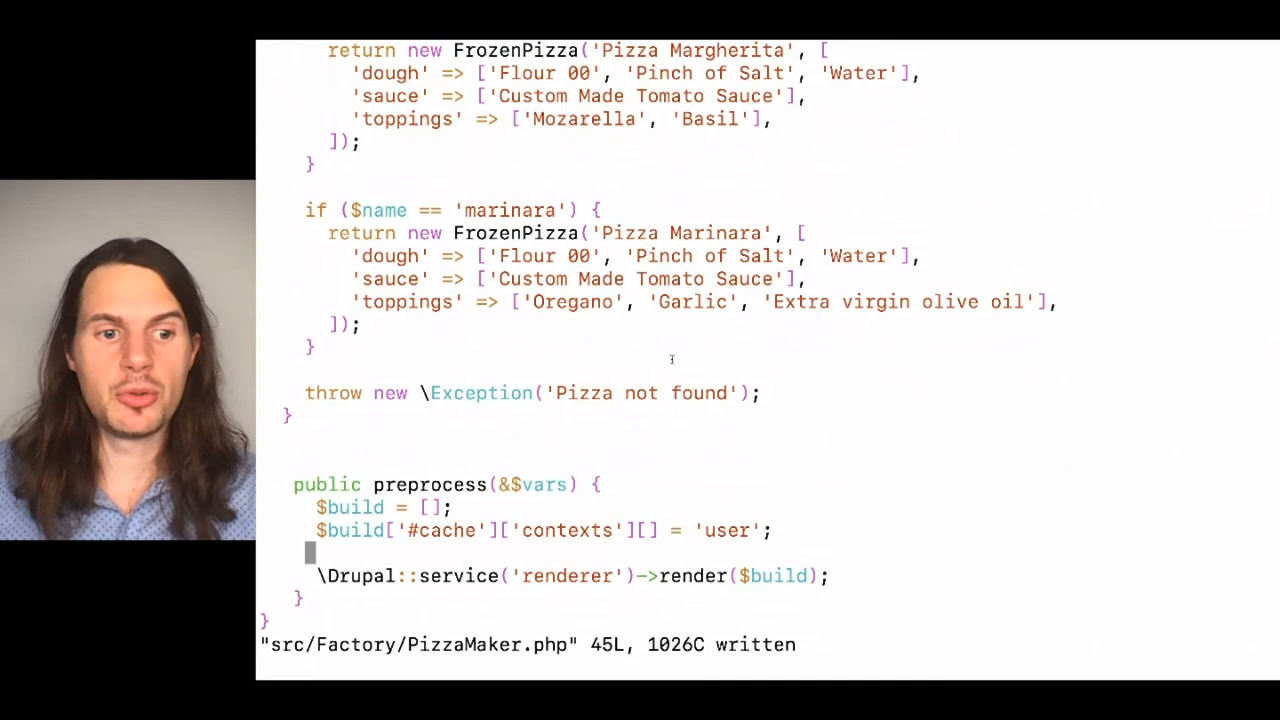 return new FrozenPizza('Pizza Margherita', [
'dough' => ['Flour 00', 'Pinch of Salt', 'Water'],
'sauce' => ['Custom Made Tomato Sauce'],
'toppings' => ['Mozarella', 'Basil'],
]);
}
if ($name == 'marinara') {
return new FrozenPizza('Pizza Marinara', [
'dough' => ['Flour 00', 'Pinch of Salt', 'Water'],
'sauce' => ['Custom Made Tomato Sauce'],
'toppings' => ['Oregano', 'Garlic', 'Extra virgin olive oil'],
]);
}
throw new \Exception('Pizza not found');
}
public preprocess(&$vars) {
$build = [];
$build['#cache']['contexts'][] = 'user';
\Drupal::service('renderer')->render($build);
}
}
"src/Factory/PizzaMaker.php" 45L, 1026C written